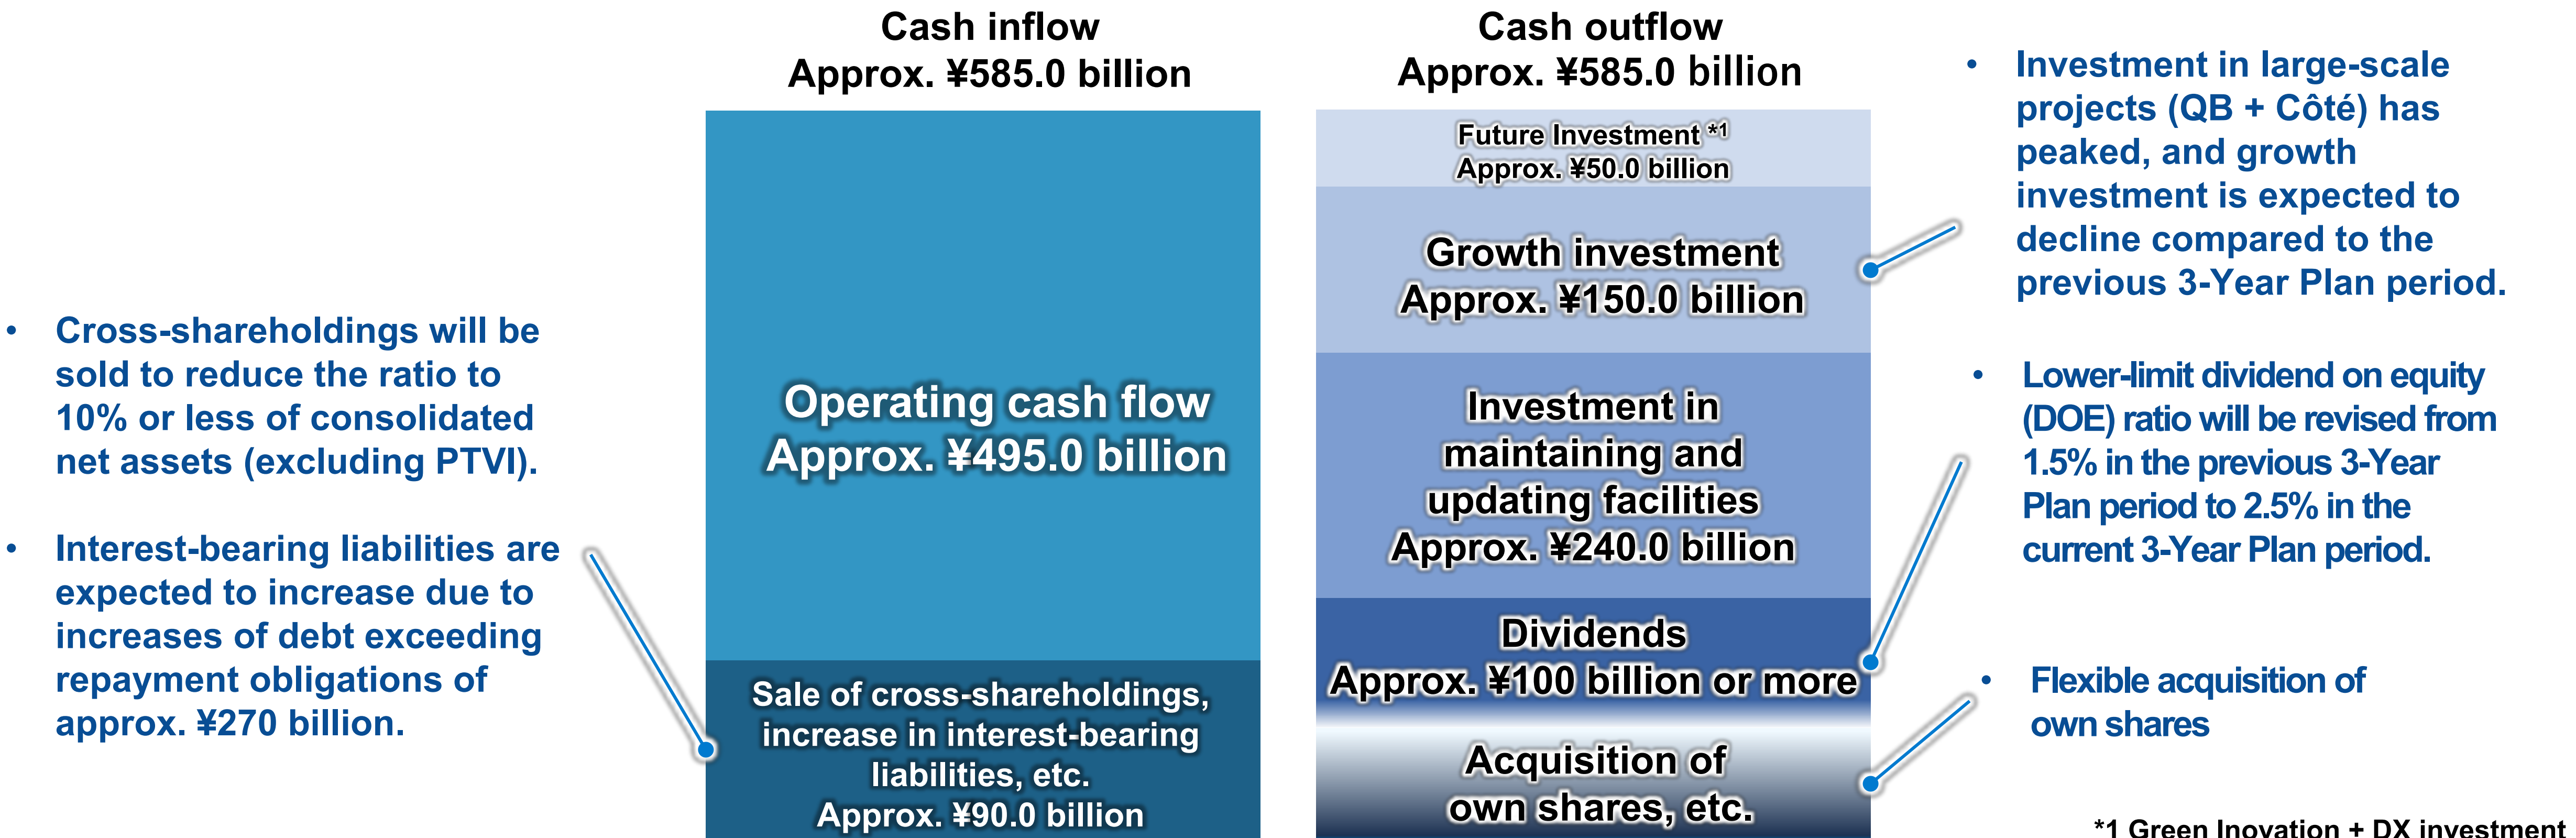 Cash inflow
Approx. ¥585.0 billion
Cash outflow
Approx. ¥585.0 billion
• Cross-shareholdings will be
sold to reduce the ratio to
10% or less of consolidated
net assets (excluding PTVI).
• Interest-bearing liabilities are
expected to increase due to
increases of debt exceeding
repayment obligations of
approx. ¥270 billion.
Operating cash flow
Approx. ¥495.0 billion
Sale of cross-shareholdings,
increase in interest-bearing
liabilities, etc.
Approx. ¥90.0 billion
Future Investment *1
Approx. ¥50.0 billion
Growth investment
Approx. ¥150.0 billion
Investment in
maintaining and
updating facilities
Approx. ¥240.0 billion
Dividends
Approx. ¥100 billion or more
Acquisition of
own shares, etc.
• Investment in large-scale
projects (QB + Côté) has
peaked, and growth
investment is expected to
decline compared to the
previous 3-Year Plan period.
• Lower-limit dividend on equity
(DOE) ratio will be revised from
1.5% in the previous 3-Year
Plan period to 2.5% in the
current 3-Year Plan period.
• Flexible acquisition of
own shares
*1 Green Inovation + DX investment